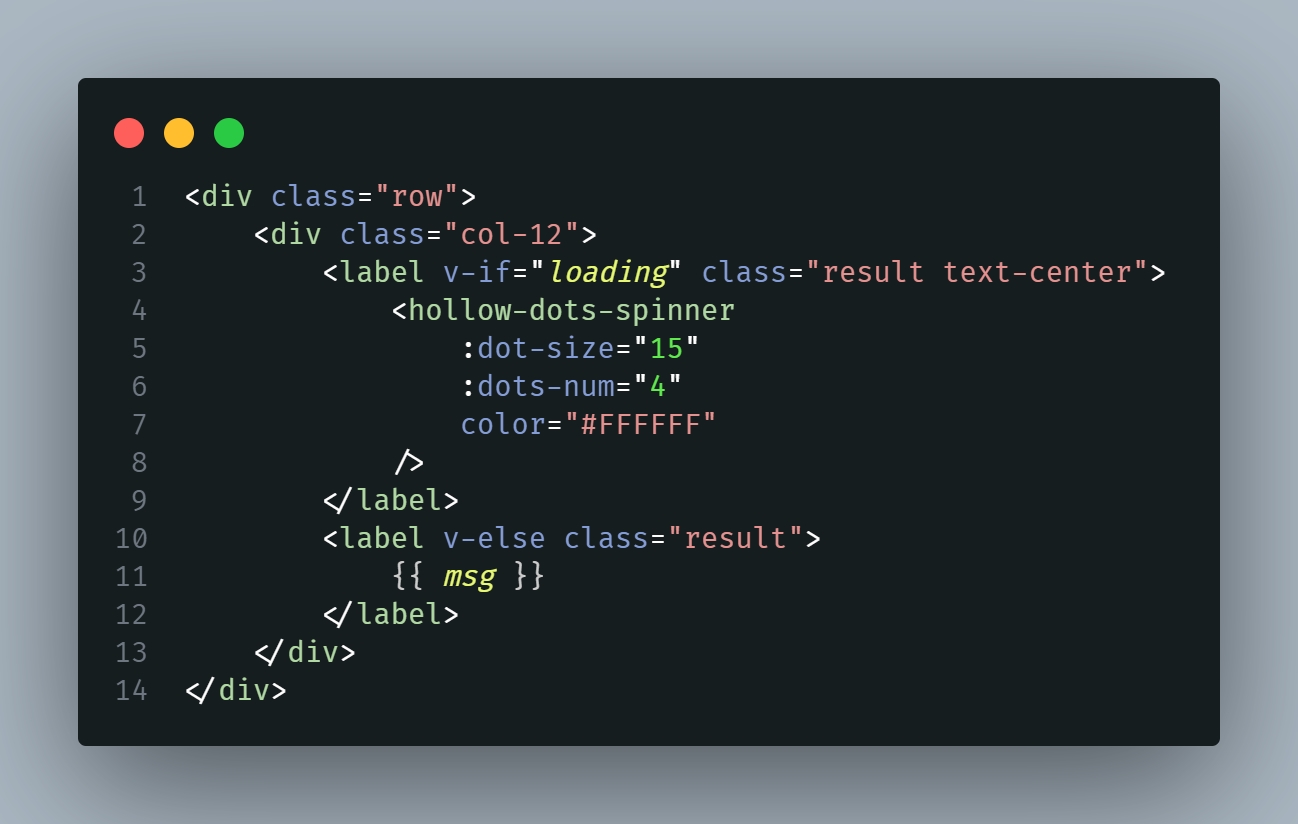 1 <div class="row">
2     <div class="col-12">
3         <label v-if="loading" class="result text-center">
4             <hollow-dots-spinner
5                 :dot-size="15"
6                 :dots-num="4"
7                 color="#FFFFFF"
8             />
9         </label>
10         <label v-else class="result">
11             {{ msg }}
12         </label>
13     </div>
14 </div>